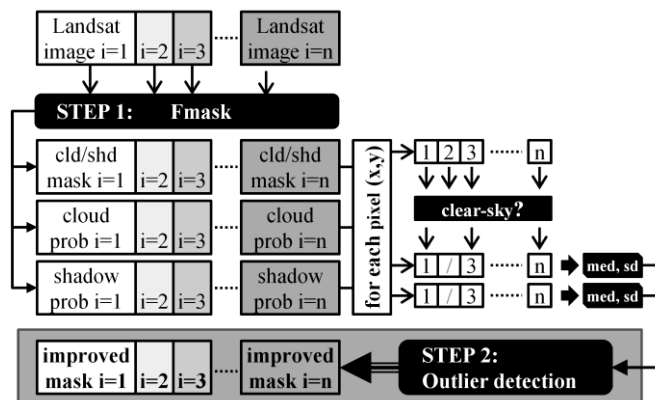 Landsat Landsat
image i=1 i=2 i=3 ...... image i=n
STEP 1: Fmask
cld/shd cld/shd
mask i=1 i=2 i=3 ...... mask i=n
cloud cloud
prob i=1 i=2 i=3 ...... prob i=n
shadow shadow
prob i=1 i=2 i=3 ...... prob i=n
for each pixel (x,y)
1 2 3 ...... n
clear-sky?
1 / 3 ...... n med, sd
1 / 3 ...... n med, sd
improved improved
mask i=1 i=2 i=3 ...... mask i=n
STEP 2:
Outlier detection